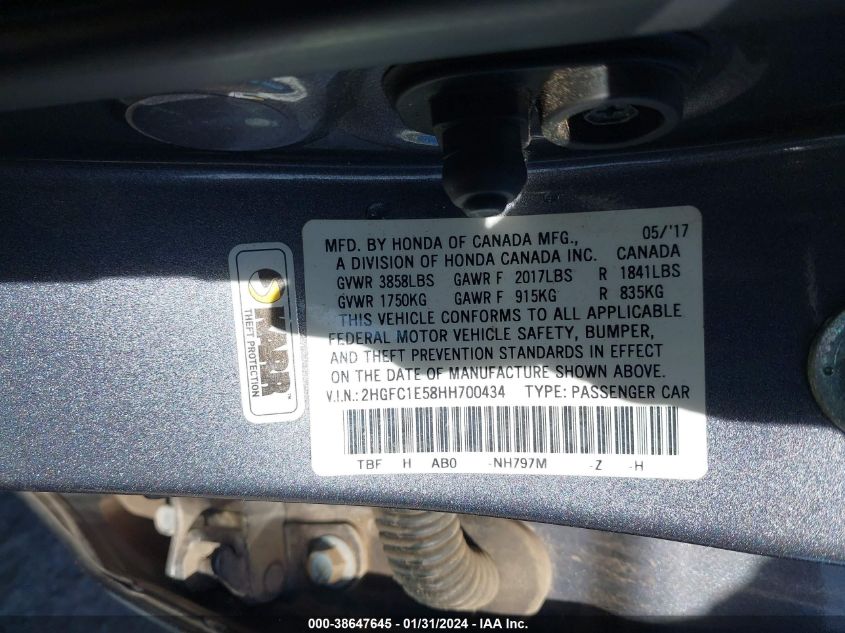 MFD. BY HONDA OF CANADA MFG., 05/'17
A DIVISION OF HONDA CANADA INC. CANADA
GVWR 3858LBS GAWR F 2017LBS R 1841LBS
GVWR 1750KG GAWR F 915KG R 835KG
THIS VEHICLE CONFORMS TO ALL APPLICABLE
FEDERAL MOTOR VEHICLE SAFETY, BUMPER,
AND THEFT PREVENTION STANDARDS IN EFFECT
ON THE DATE OF MANUFACTURE SHOWN ABOVE.
V.I.N.: 2HGFC1E58HH700434 TYPE: PASSENGER CAR
TBF H AB0 -NH797M -Z -H
THEFT PROTECTION
000-38647645 - 01/31/2024 - IAA Inc.